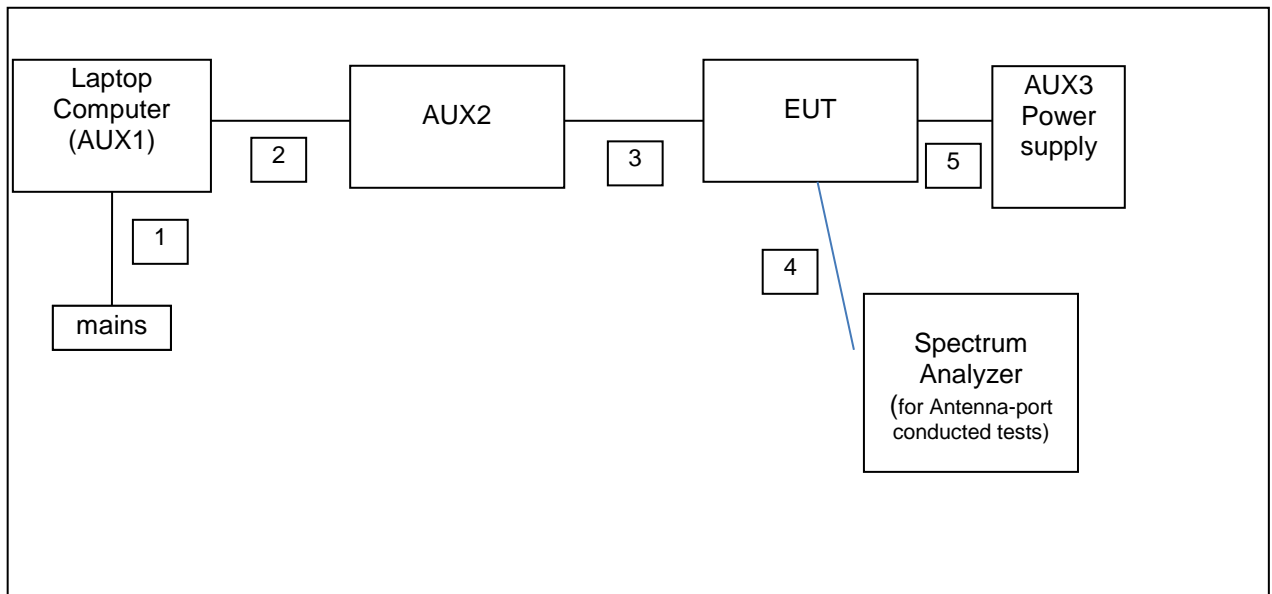 Laptop
Computer
(AUX1)
AUX2
EUT
AUX3
Power
supply
2
3
5
1
4
mains
Spectrum
Analyzer
(for Antenna-port
conducted tests)